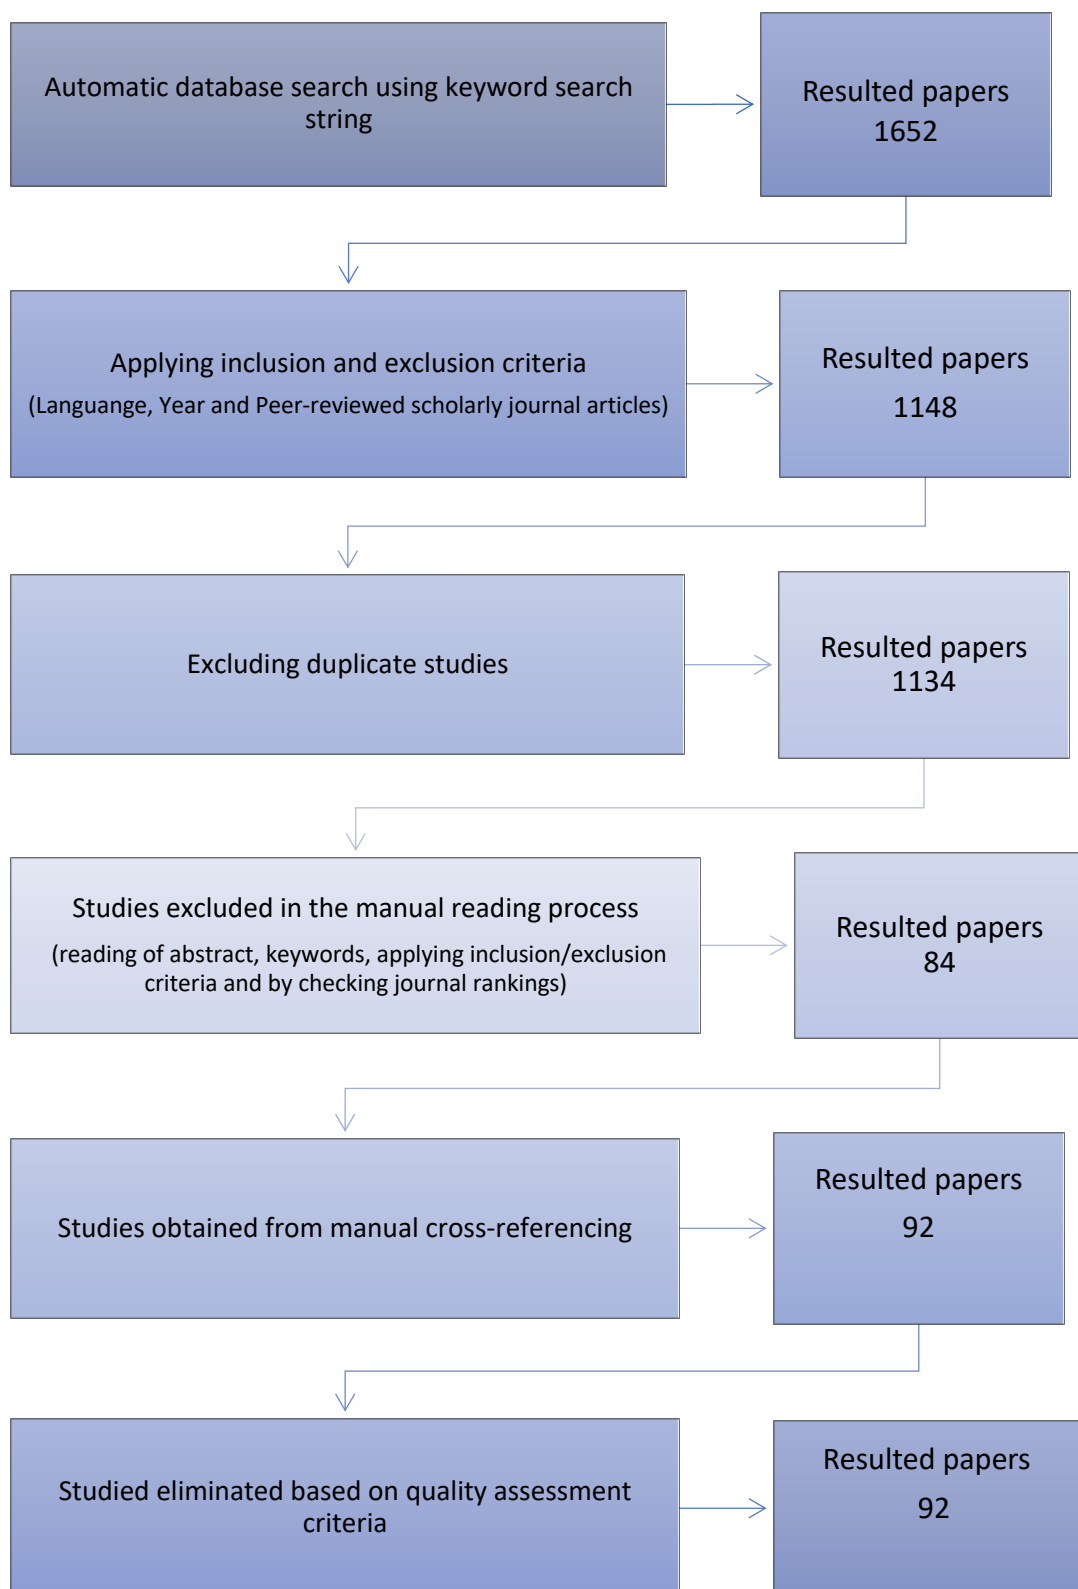 Automatic database search using keyword search
string
Resulted papers
1652
Applying inclusion and exclusion criteria
(Languange, Year and Peer-reviewed scholarly journal articles)
Resulted papers
1148
Excluding duplicate studies
Resulted papers
1134
Studies excluded in the manual reading process
(reading of abstract, keywords, applying inclusion/exclusion
criteria and by checking journal rankings)
Resulted papers
84
Studies obtained from manual cross-referencing
Resulted papers
92
Studied eliminated based on quality assessment
criteria
Resulted papers
92